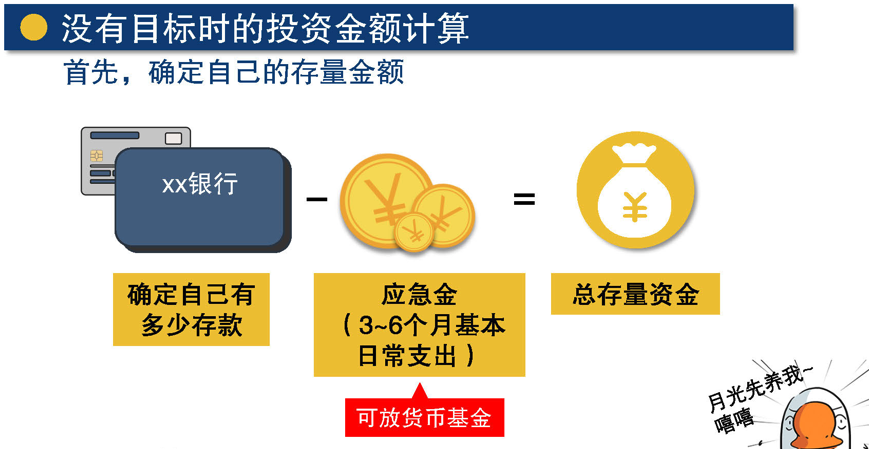 没有目标时的投资金额计算
首先，确定自己的存量金额
xx银行
-
=
确定自己有
多少存款
应急金
（3~6个月基本
日常支出）
总存量资金
可放货币基金
月光先养我~
嘻嘻